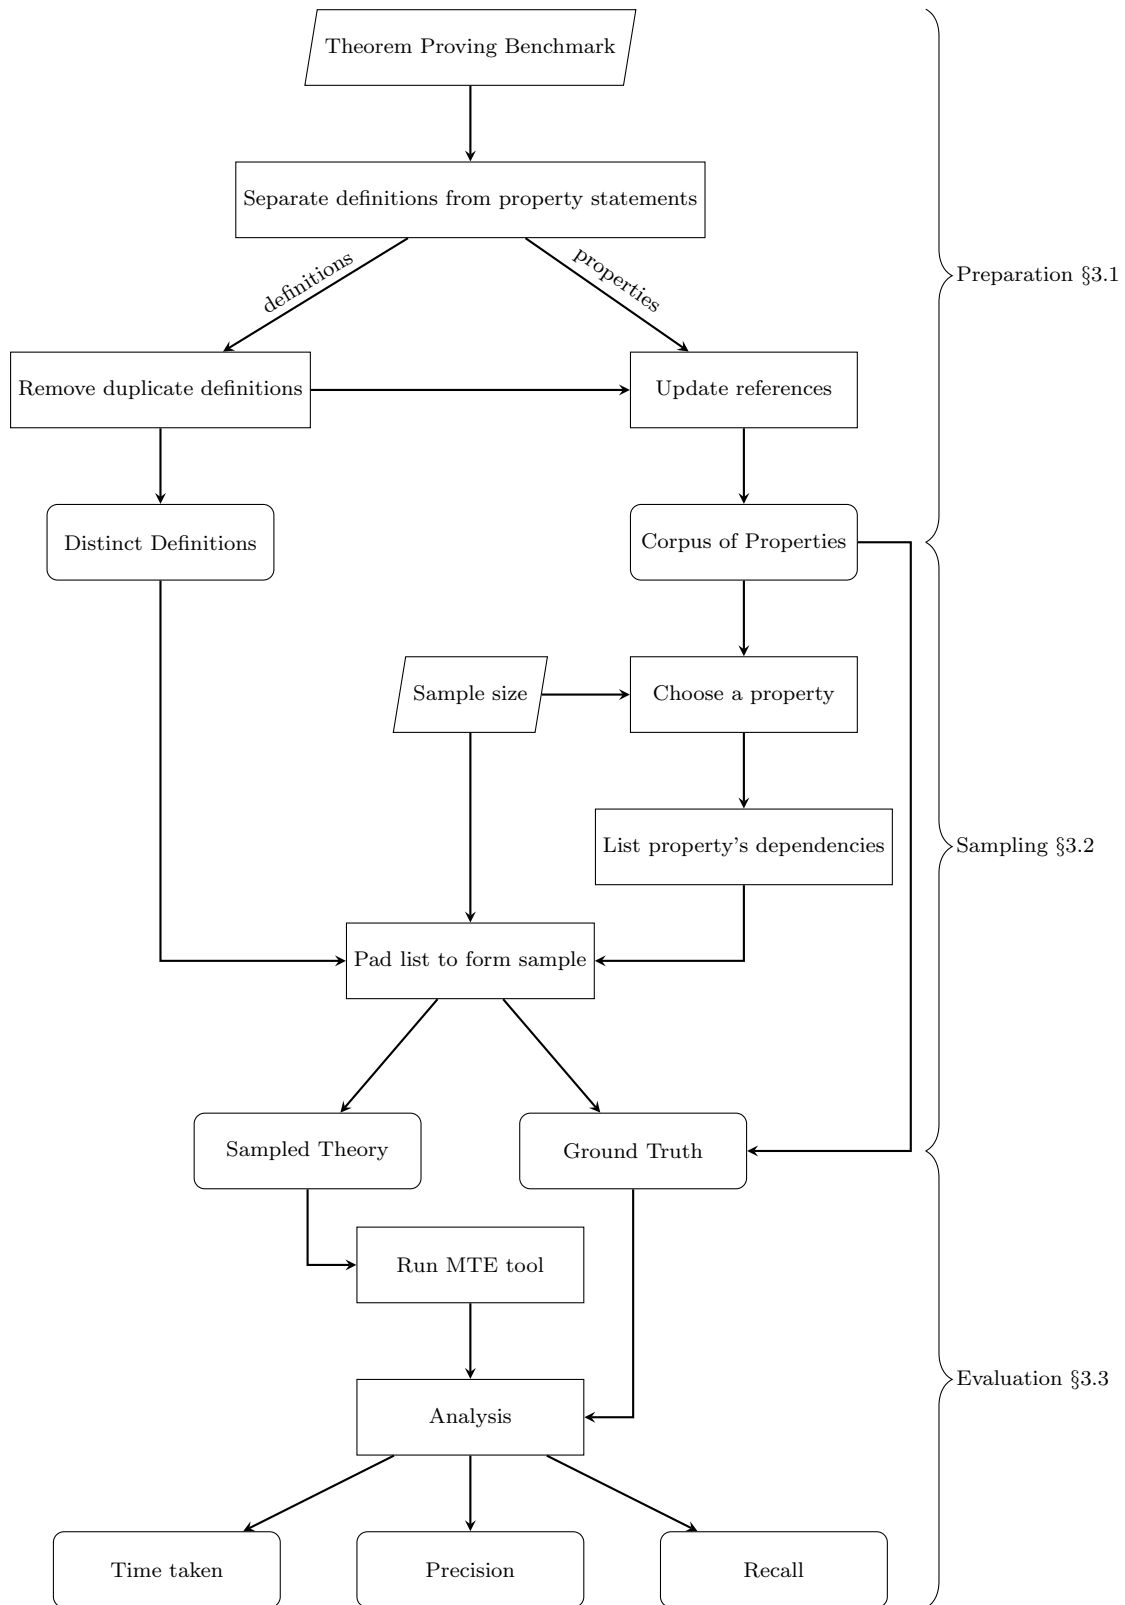 Theorem Proving Benchmark
Separate definitions from property statements
definitions
properties
Preparation §3.1
Remove duplicate definitions
Update references
Distinct Definitions
Corpus of Properties
Sample size
Choose a property
List property's dependencies
Sampling §3.2
Pad list to form sample
Sampled Theory
Ground Truth
Run MTE tool
Evaluation §3.3
Analysis
Time taken
Precision
Recall